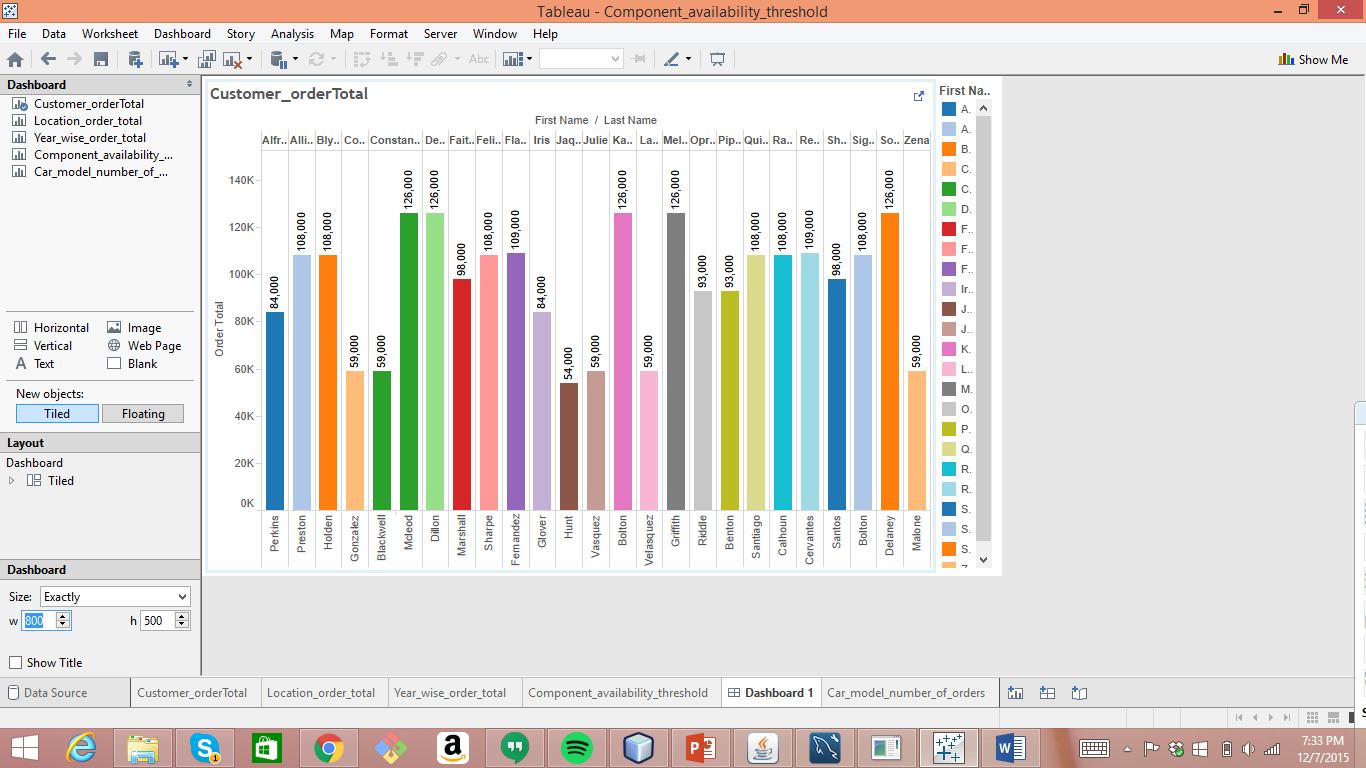 Tableau - Component_availability_threshold
File Data Worksheet Dashboard Story Analysis Map Format Server Window Help
Abc Show Me
Dashboard
Customer_orderTotal
Location_order_total
Year_wise_order_total
Component_availability_...
Car_model_number_of_...
Horizontal Image
Vertical Web Page
A Text Blank
New objects:
Tiled Floating
Layout
Dashboard
Tiled
Dashboard
Size: Exactly
w 800 h 500
Show Title
Customer_orderTotal
First Name / Last Name
Alfr.. Alli.. Bly.. Co.. Constan.. De.. Fait.. Feli.. Fla.. Iris Jaq.. Julie Ka.. La.. Mel.. Opr.. Pip.. Qui.. Ra.. Re.. Sh.. Sig.. So.. Zena
Order Total
140K
120K
100K
80K
60K
40K
20K
0K
84,000 108,000 108,000 59,000 59,000 126,000 126,000 98,000 108,000 109,000 84,000 54,000 59,000 126,000 59,000 126,000 93,000 93,000 108,000 108,000 109,000 98,000 108,000 126,000 59,000
Perkins Preston Holden Gonzalez Blackwell Mcleod Dillon Marshall Sharpe Fernandez Glover Hunt Vasquez Bolton Velasquez Griffith Riddle Benton Santiago Calhoun Cervantes Santos Bolton Delaney Malone
First Na..
A.
A.
B.
C.
C.
D.
F..
F..
F..
Ir..
J..
J..
K.
L..
M.
O.
P.
Q.
R.
R.
S.
S.
S.
Z.
Data Source Customer_orderTotal Location_order_total Year_wise_order_total Component_availability_threshold Dashboard 1 Car_model_number_of_orders
7:33 PM
12/7/2015